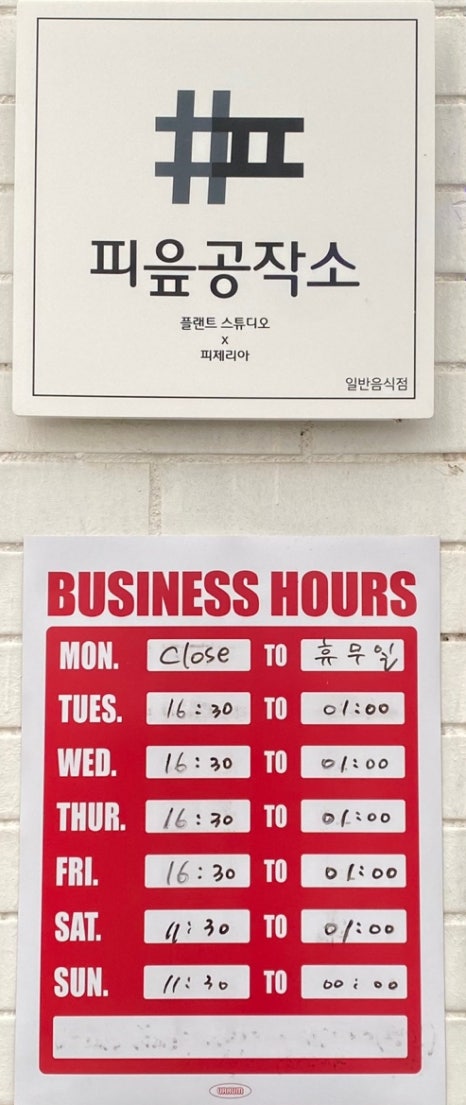 피읖공작소
플랜트 스튜디오
x
피제리아
일반음식점
BUSINESS HOURS
MON. Close TO 휴무일
TUES. 16:30 TO 01:00
WED. 16:30 TO 01:00
THUR. 16:30 TO 01:00
FRI. 16:30 TO 01:00
SAT. 11:30 TO 01:00
SUN. 11:30 TO 00:00